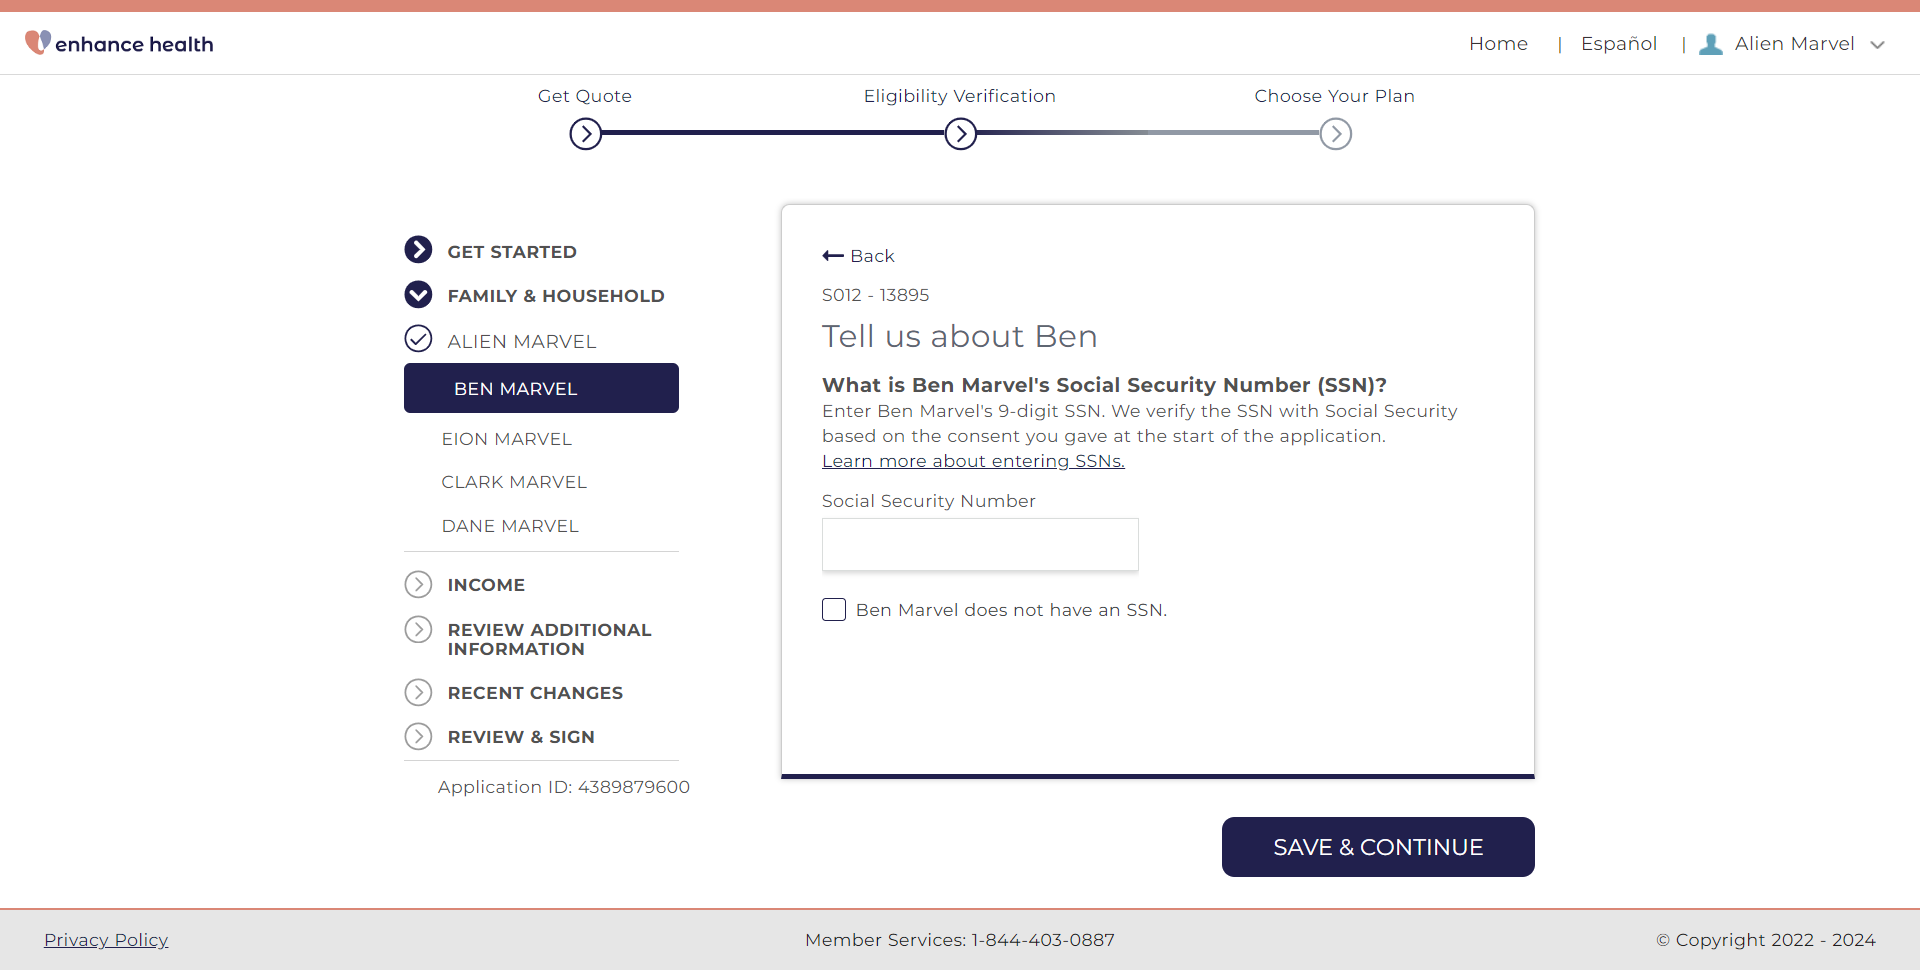 enhance health
Home | Español | Alien Marvel
Get Quote
Eligibility Verification
Choose Your Plan
GET STARTED
FAMILY & HOUSEHOLD
ALIEN MARVEL
BEN MARVEL
EION MARVEL
CLARK MARVEL
DANE MARVEL
INCOME
REVIEW ADDITIONAL
INFORMATION
RECENT CHANGES
REVIEW & SIGN
Application ID: 4389879600
Back
S012 - 13895
Tell us about Ben
What is Ben Marvel's Social Security Number (SSN)?
Enter Ben Marvel's 9-digit SSN. We verify the SSN with Social Security
based on the consent you gave at the start of the application.
Learn more about entering SSNs.
Social Security Number
Ben Marvel does not have an SSN.
SAVE & CONTINUE
Privacy Policy
Member Services: 1-844-403-0887
© Copyright 2022 - 2024